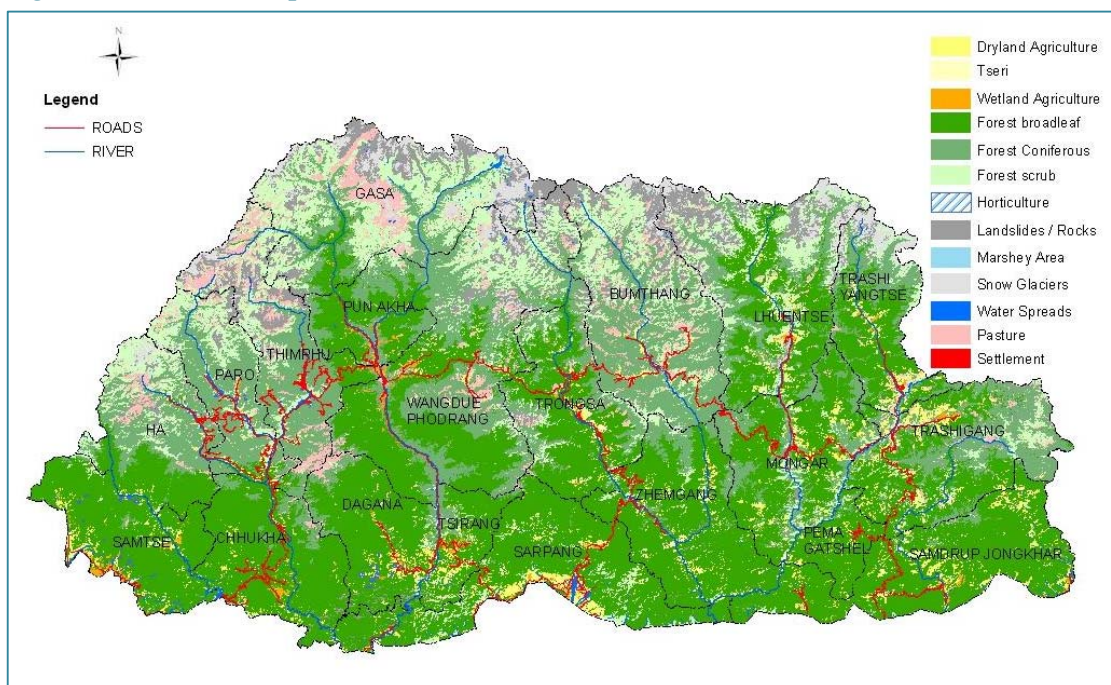 N
Legend
ROADS
RIVER
Dryland Agriculture
Tseri
Wetland Agriculture
Forest broadleaf
Forest Coniferous
Forest scrub
Horticulture
Landslides / Rocks
Marshey Area
Snow Glaciers
Water Spreads
Pasture
Settlement
GASA
PUNAKHA
BUMTHANG
TRASHI
YANGTSE
LHUENTSE
THIMPHU
PARO
WANGDUE
PHODRANG
TRONGSA
HA
TRASHIGANG
MONGAR
ZHEMGANG
DAGANA
TSIRANG
PEMA
GATSHEL
SAMTSE
CHHUKHA
SARPANG
SAMDRUP JONGKHAR